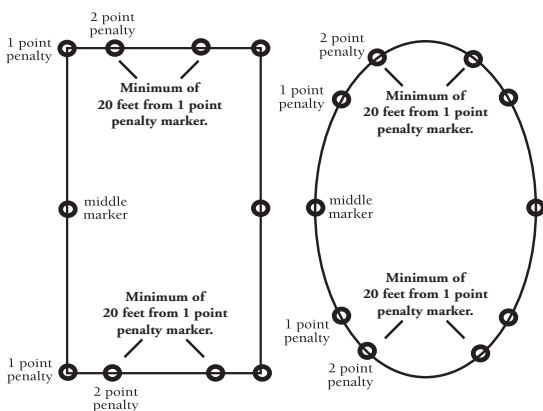 2 point
penalty
1 point
penalty
Minimum of
20 feet from 1 point
penalty marker.
middle
marker
Minimum of
20 feet from 1 point
penalty marker.
1 point
penalty
2 point
penalty
2 point
penalty
1 point
penalty
Minimum of
20 feet from 1 point
penalty marker.
middle
marker
Minimum of
20 feet from 1 point
penalty marker.
1 point
penalty
2 point
penalty